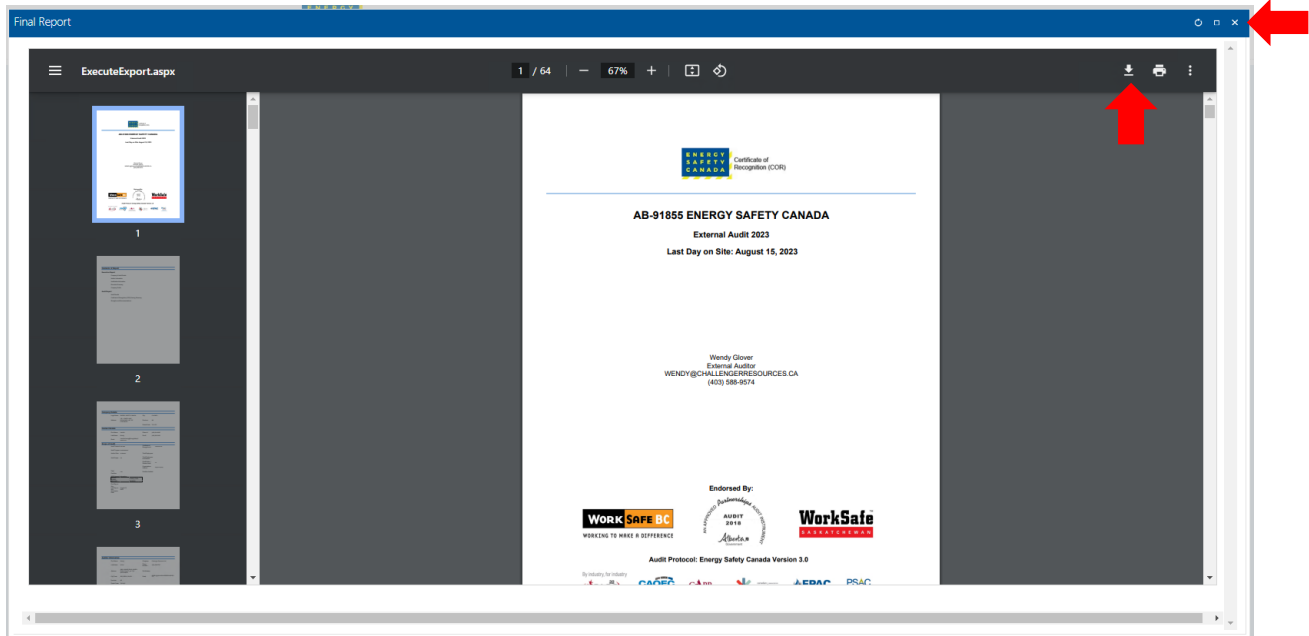 Final Report
ExecuteExport.aspx
1 / 64
67%
ENERGY
SAFETY
CANADA
Certificate of
Recognition (COR)
AB-91855 ENERGY SAFETY CANADA
External Audit 2023
Last Day on Site: August 15, 2023
Wendy Glover
External Auditor
WENDY@CHALLENGERRESOURCES.CA
(403) 588-9574
Endorsed By:
WORK SAFE BC
WORKING TO MAKE A DIFFERENCE
Partnerships
AUDIT
2018
Alberta
WorkSafe
SASKATCHEWAN
Audit Protocol: Energy Safety Canada Version 3.0
By industry, for industry
CAOEC
EPAC
PSAC
1
2
3